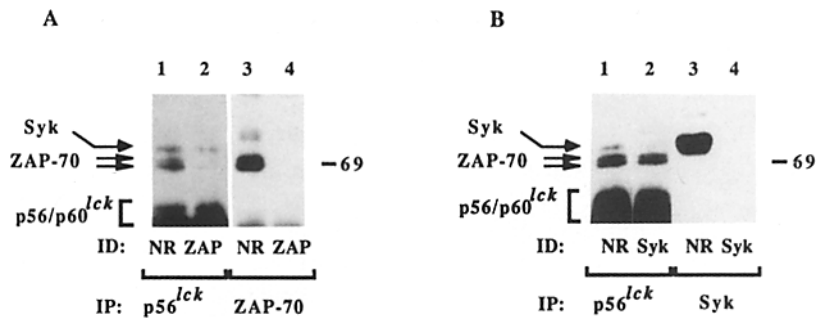 A
1 2 3 4
Syk
ZAP-70
p56/p60lck
69
ID: NR ZAP NR ZAP
IP: p56lck ZAP-70
B
1 2 3 4
Syk
ZAP-70
p56/p60lck
69
ID: NR Syk NR Syk
IP: p56lck Syk